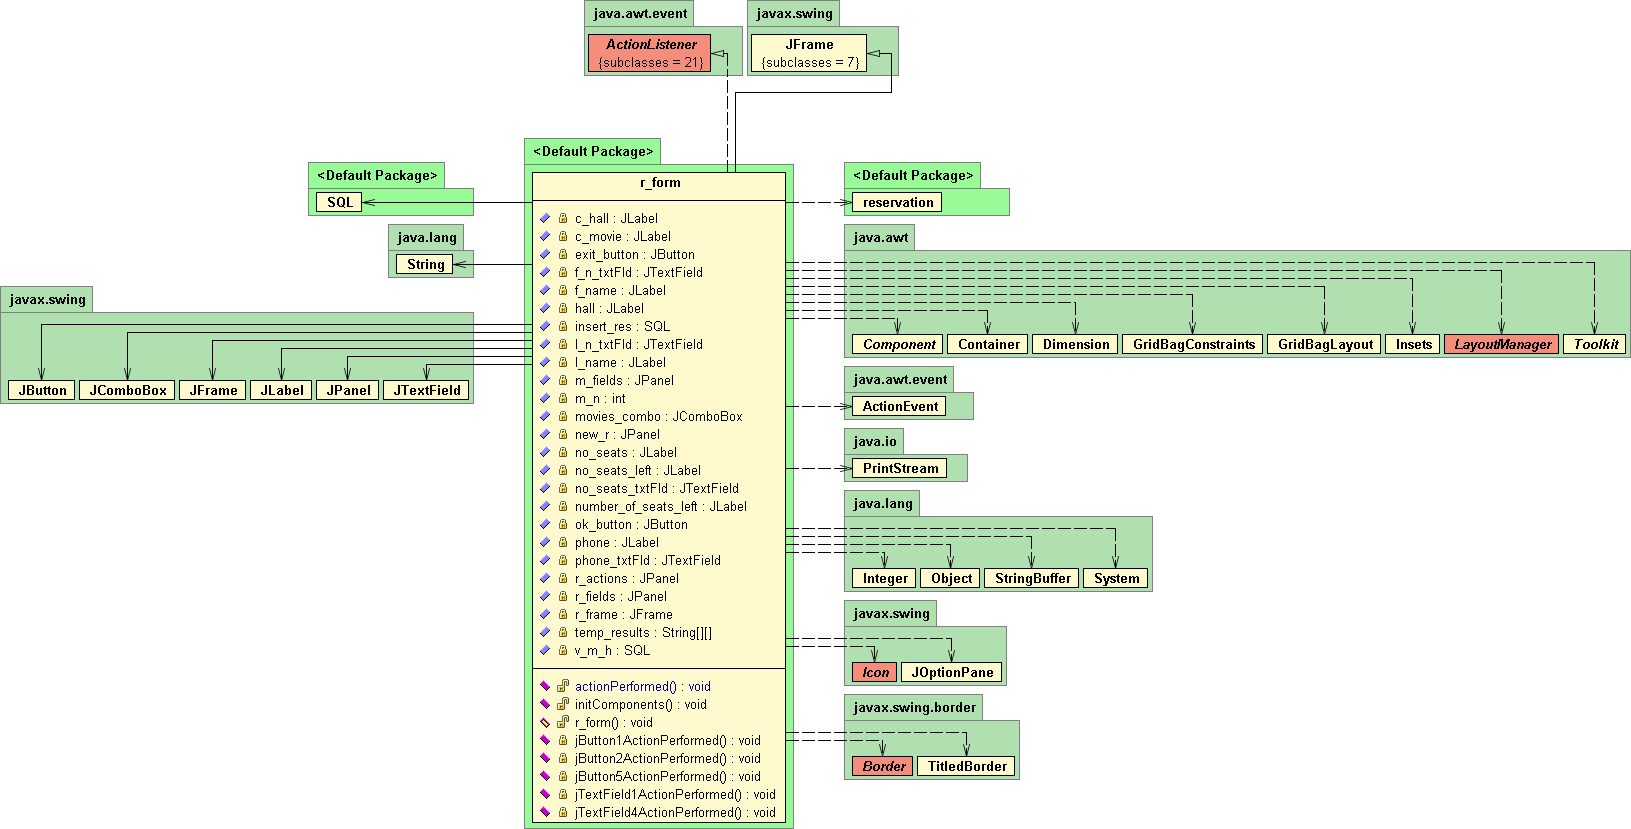 java.awt.event
ActionListener
{subclasses = 21}
javax.swing
JFrame
{subclasses = 7}
<Default Package>
SQL
java.lang
String
javax.swing
JButton
JComboBox
JFrame
JLabel
JPanel
JTextField
<Default Package>
r_form
c_hall : JLabel
c_movie : JLabel
exit_button : JButton
f_n_txtFld : JTextField
f_name : JLabel
hall : JLabel
insert_res : SQL
l_n_txtFld : JTextField
l_name : JLabel
m_fields : JPanel
m_n : int
movies_combo : JComboBox
new_r : JPanel
no_seats : JLabel
no_seats_left : JLabel
no_seats_txtFld : JTextField
number_of_seats_left : JLabel
ok_button : JButton
phone : JLabel
phone_txtFld : JTextField
r_actions : JPanel
r_fields : JPanel
r_frame : JFrame
temp_results : String[][]
v_m_h : SQL
actionPerformed() : void
initComponents() : void
r_form() : void
jButton1ActionPerformed() : void
jButton2ActionPerformed() : void
jButton5ActionPerformed() : void
jTextField1ActionPerformed() : void
jTextField4ActionPerformed() : void
<Default Package>
reservation
java.awt
Component
Container
Dimension
GridBagConstraints
GridBagLayout
Insets
LayoutManager
Toolkit
java.awt.event
ActionEvent
java.io
PrintStream
java.lang
Integer
Object
StringBuffer
System
javax.swing
Icon
JOptionPane
javax.swing.border
Border
TitledBorder